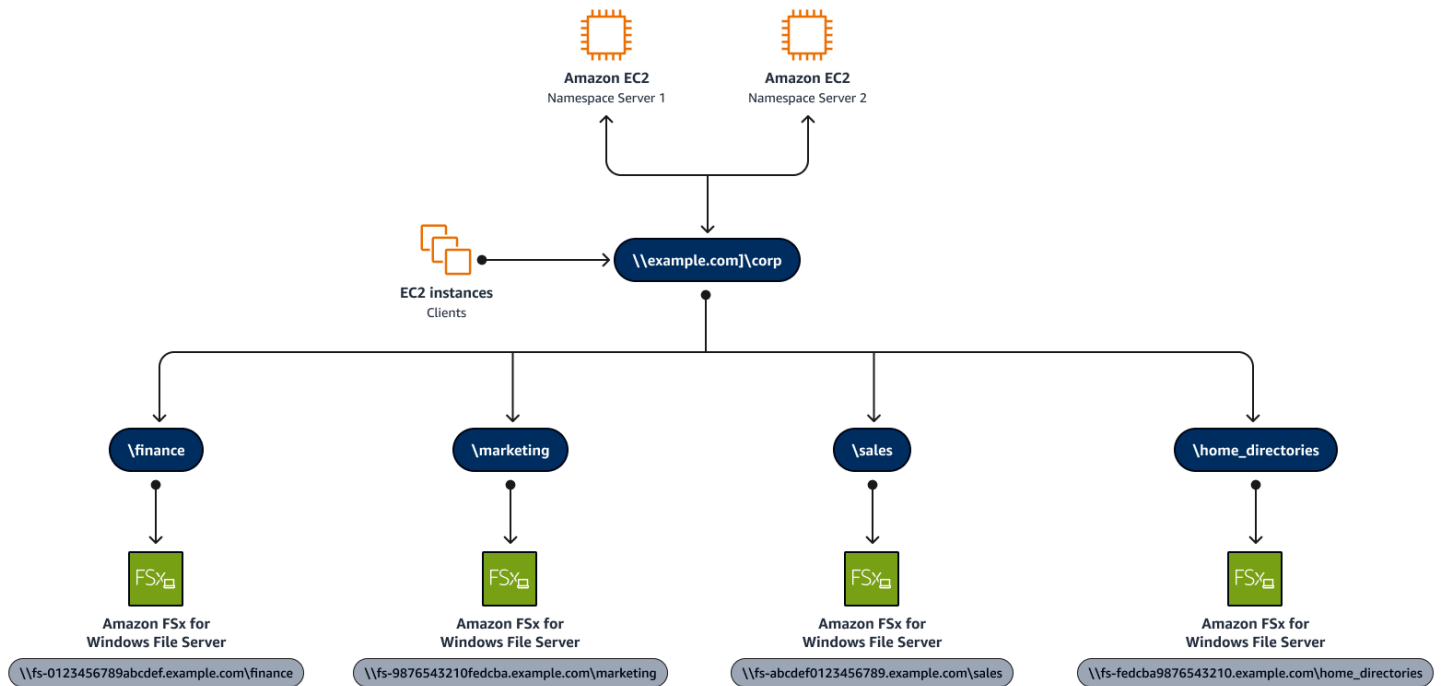 Amazon EC2
Namespace Server 1
Amazon EC2
Namespace Server 2
\\example.com]\corp
EC2 instances
Clients
\finance
\marketing
\sales
\home_directories
FSx
FSx
FSx
FSx
Amazon FSx for
Windows File Server
Amazon FSx for
Windows File Server
Amazon FSx for
Windows File Server
Amazon FSx for
Windows File Server
\\fs-0123456789abcdef.example.com\finance
\\fs-9876543210fedcba.example.com\marketing
\\fs-abcdef0123456789.example.com\sales
\\fs-fedcba9876543210.example.com\home_directories